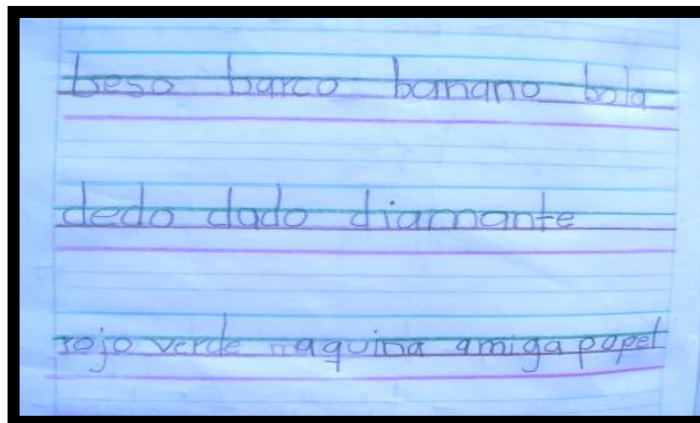 beso barco banano bola
dedo dado diamante
rojo verde maquina amiga papel